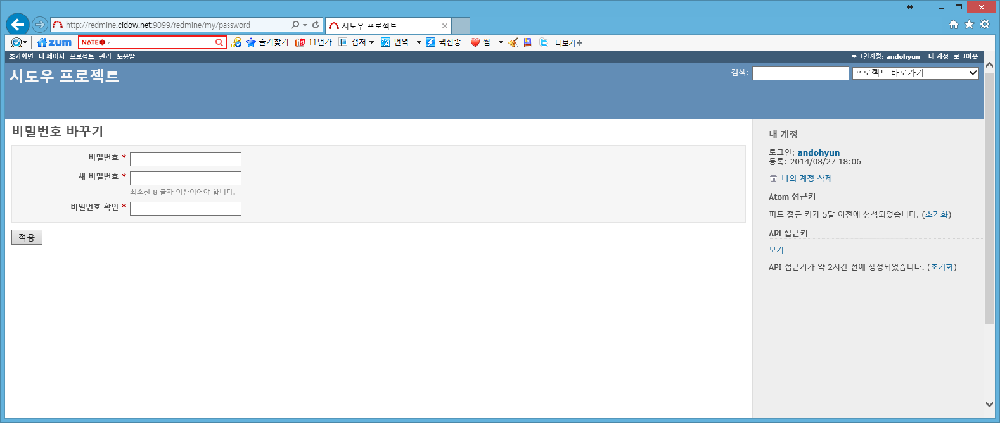 http://redmine.cidow.net:9099/redmine/my/password
시도우 프로젝트
zum NATE 즐겨찾기 11번가 캡처 번역 퀵전송 찜 더보기+
초기화면 내 페이지 프로젝트 관리 도움말
로그인계정: andohyun 내 계정 로그아웃
시도우 프로젝트
검색: 프로젝트 바로가기
비밀번호 바꾸기
비밀번호 *
새 비밀번호 *
최소한 8 글자 이상이어야 합니다.
비밀번호 확인 *
적용
내 계정
로그인: andohyun
등록: 2014/08/27 18:06
나의 계정 삭제
Atom 접근키
피드 접근 키가 5달 이전에 생성되었습니다. (초기화)
API 접근키
보기
API 접근키가 약 2시간 전에 생성되었습니다. (초기화)